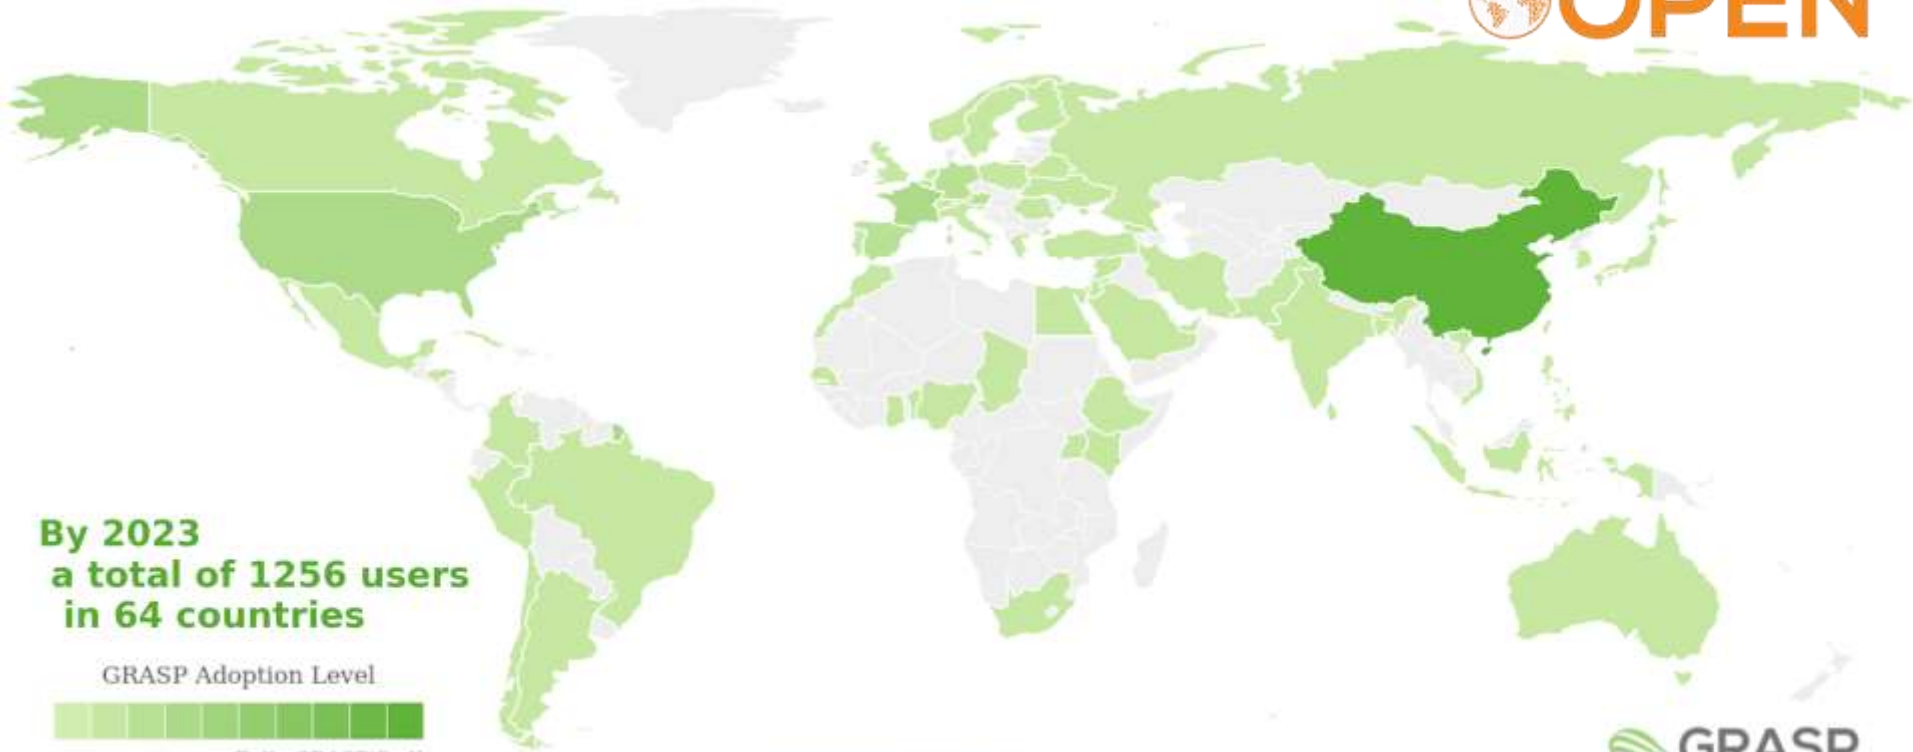 OPEN
By 2023
a total of 1256 users
in 64 countries
GRASP Adoption Level
GRASP